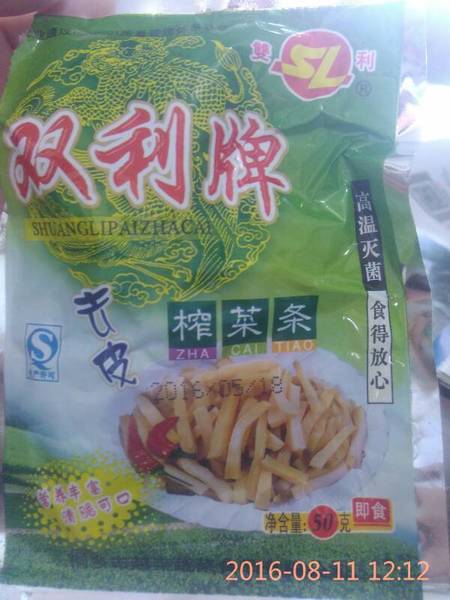 雙 SL 利
®
双利牌
SHUANGLIPAIZHACAI
高温灭菌 食得放心
去皮
榨菜条
ZHA CAI TIAO
2016/05/18
营养丰富
清脆可口
净含量:50克
即食
2016-08-11 12:12